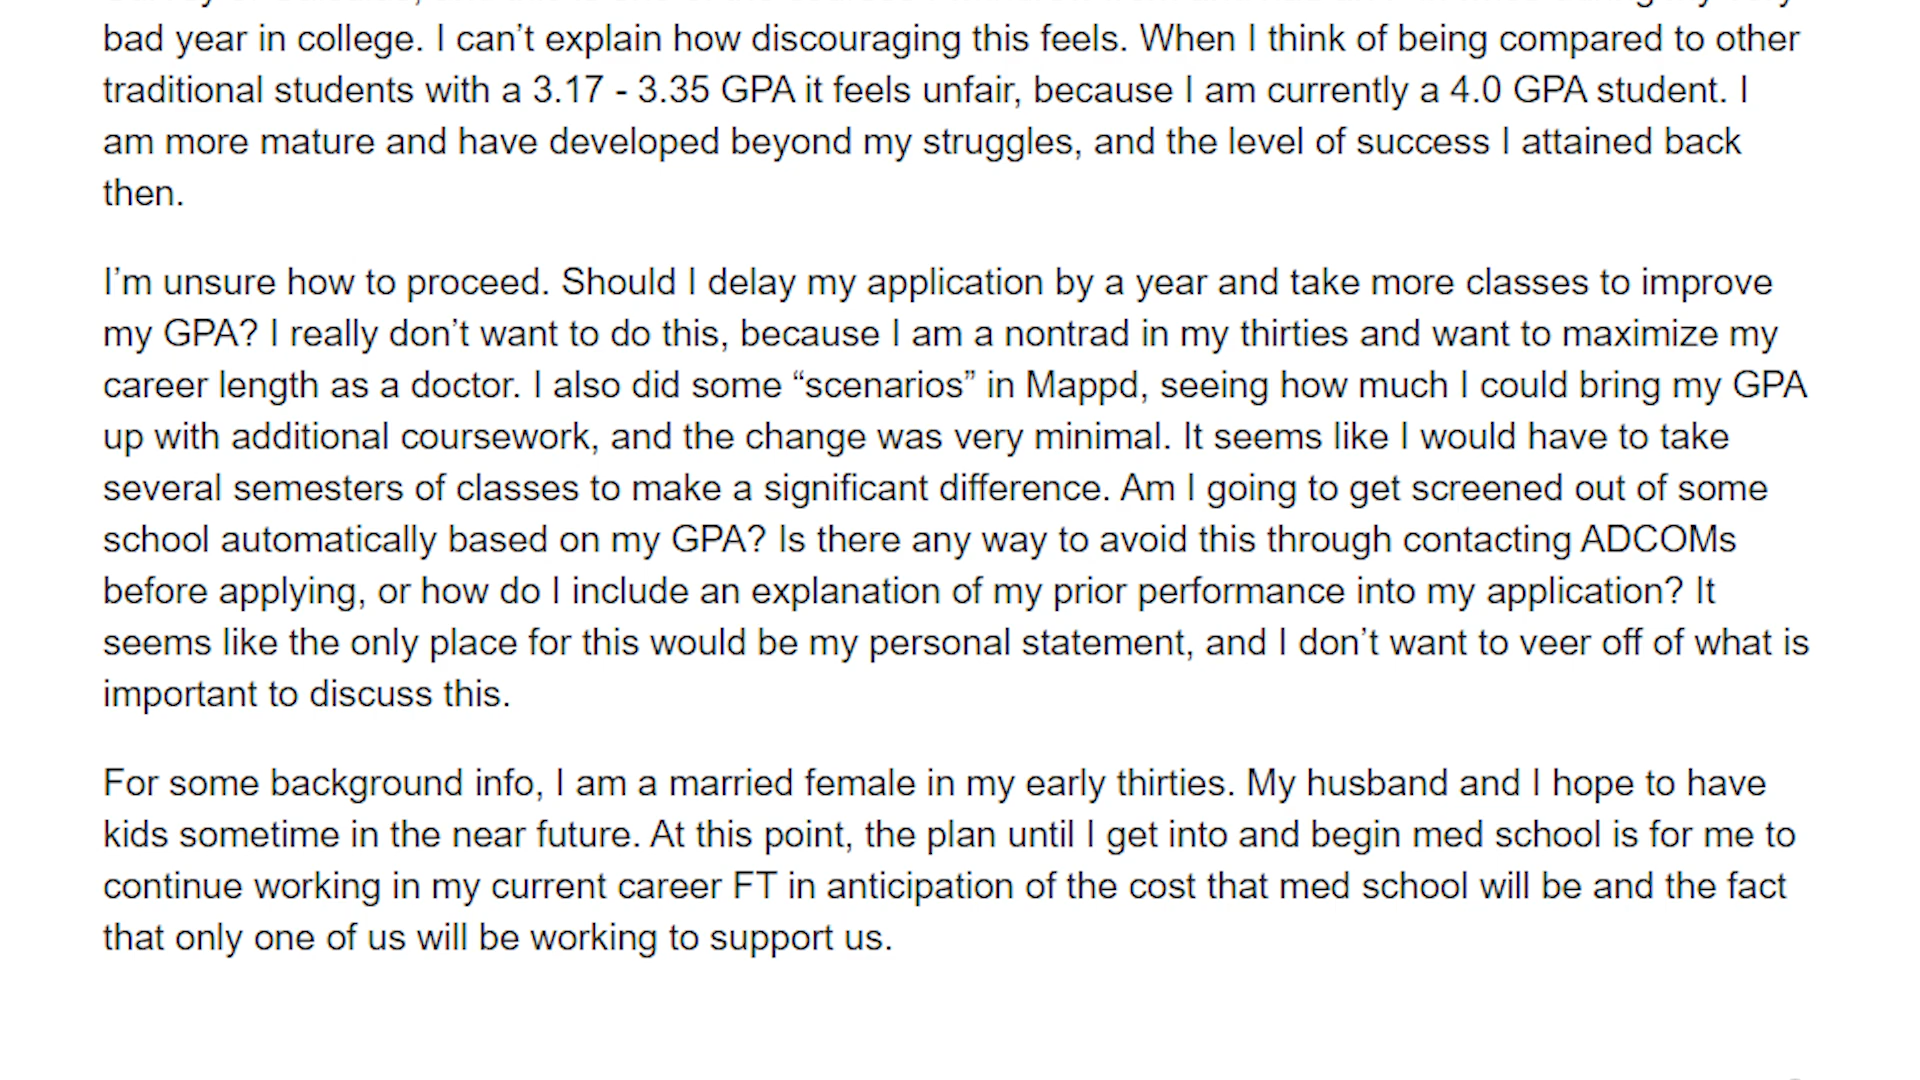 bad year in college. I can’t explain how discouraging this feels. When I think of being compared to other
traditional students with a 3.17 - 3.35 GPA it feels unfair, because I am currently a 4.0 GPA student. I
am more mature and have developed beyond my struggles, and the level of success I attained back
then.
I’m unsure how to proceed. Should I delay my application by a year and take more classes to improve
my GPA? I really don’t want to do this, because I am a nontrad in my thirties and want to maximize my
career length as a doctor. I also did some “scenarios” in Mappd, seeing how much I could bring my GPA
up with additional coursework, and the change was very minimal. It seems like I would have to take
several semesters of classes to make a significant difference. Am I going to get screened out of some
school automatically based on my GPA? Is there any way to avoid this through contacting ADCOMs
before applying, or how do I include an explanation of my prior performance into my application? It
seems like the only place for this would be my personal statement, and I don’t want to veer off of what is
important to discuss this.
For some background info, I am a married female in my early thirties. My husband and I hope to have
kids sometime in the near future. At this point, the plan until I get into and begin med school is for me to
continue working in my current career FT in anticipation of the cost that med school will be and the fact
that only one of us will be working to support us.